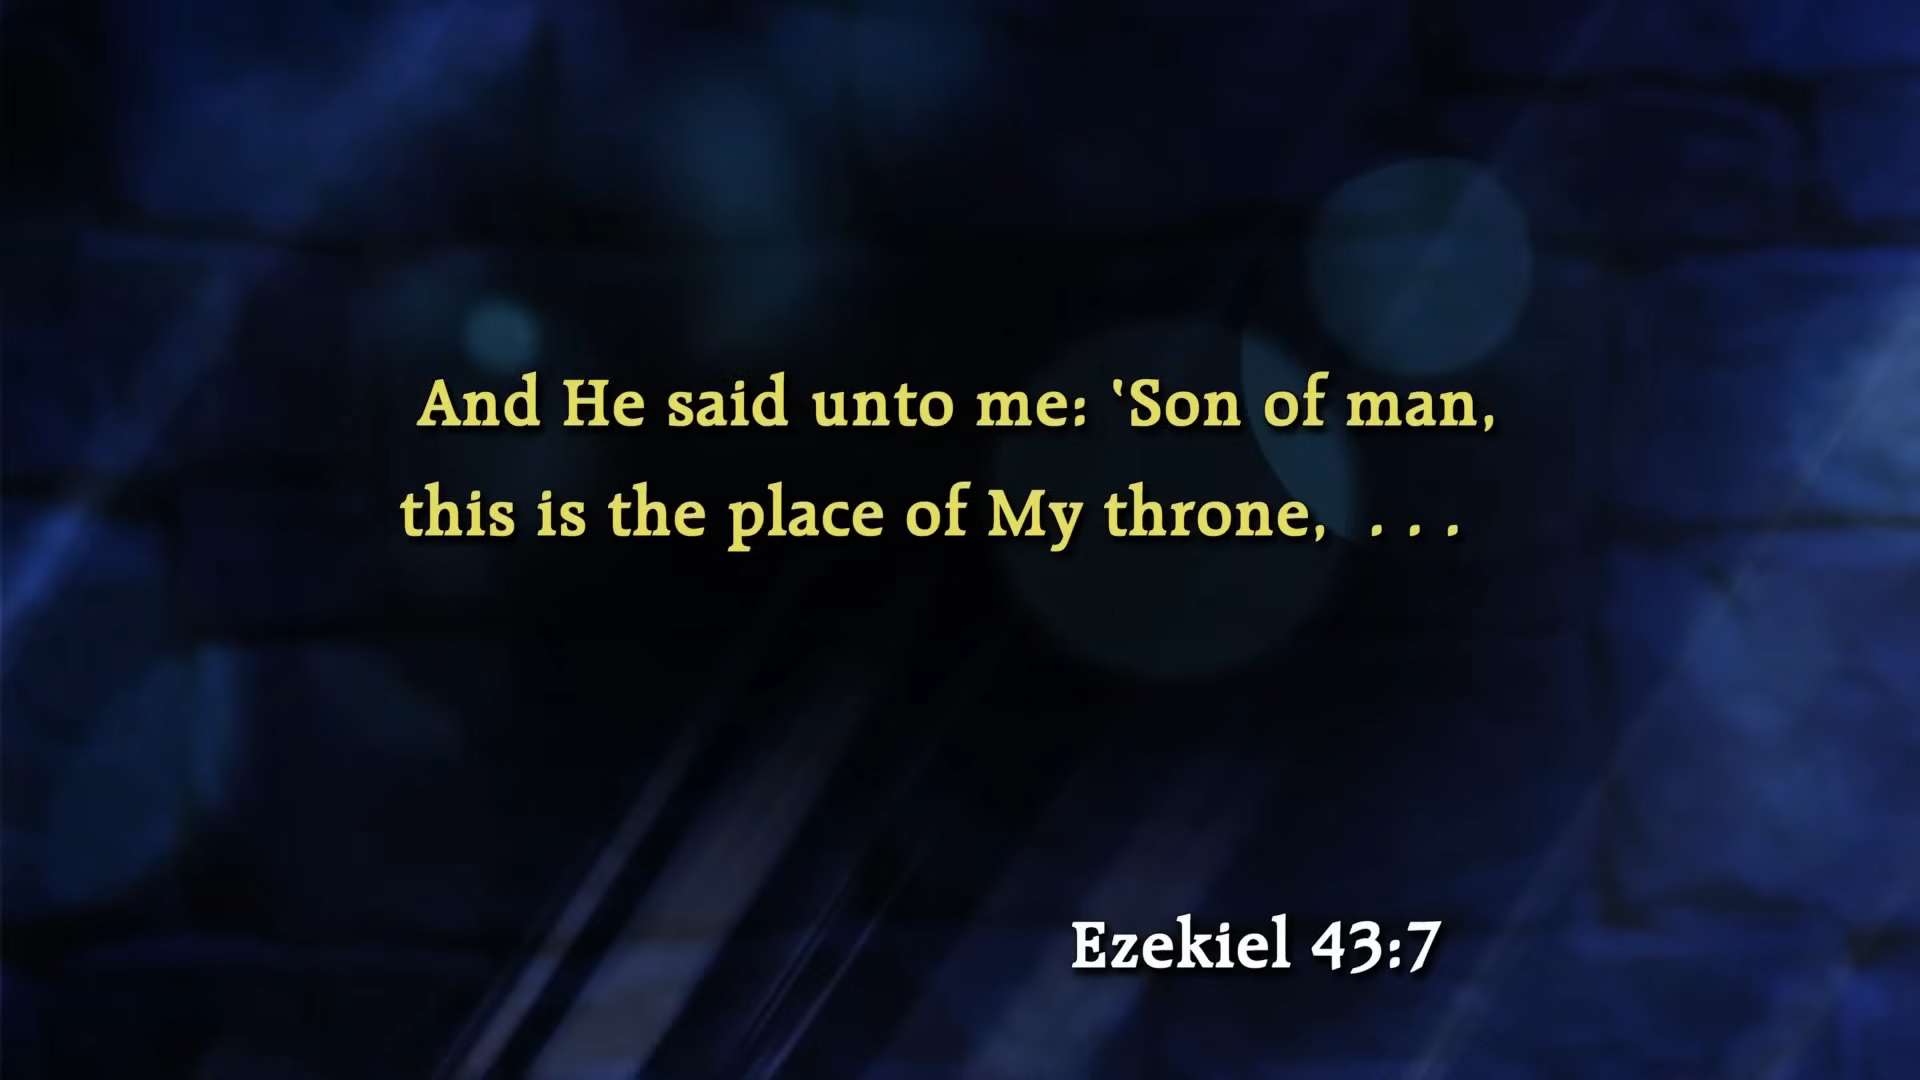 And He said unto me: ‘Son of man,
this is the place of My throne, . . .
Ezekiel 43:7